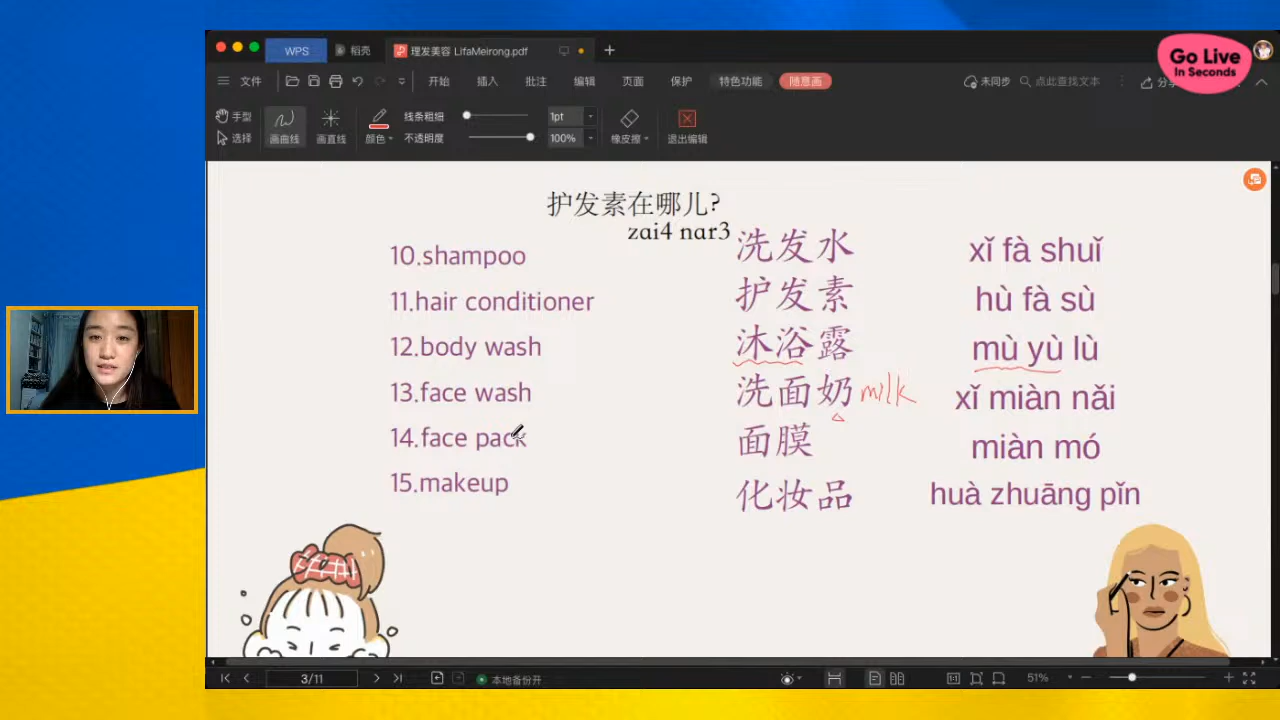 WPS
稻壳
理发美容 LifaMeirong.pdf
Go Live
In Seconds
文件
开始
插入
批注
编辑
页面
保护
特色功能
随意画
未同步
点此查找文本
手型
选择
画曲线
画直线
颜色
线条粗细
1pt
不透明度
100%
橡皮擦
退出编辑
护发素在哪儿?
zai4 nar3
10.shampoo 洗发水 xǐ fà shuǐ
11.hair conditioner 护发素 hù fà sù
12.body wash 沐浴露 mù yù lù
13.face wash 洗面奶 milk xǐ miàn nǎi
14.face pack 面膜 miàn mó
15.makeup 化妆品 huà zhuāng pǐn
3/11
本地备份开
51%